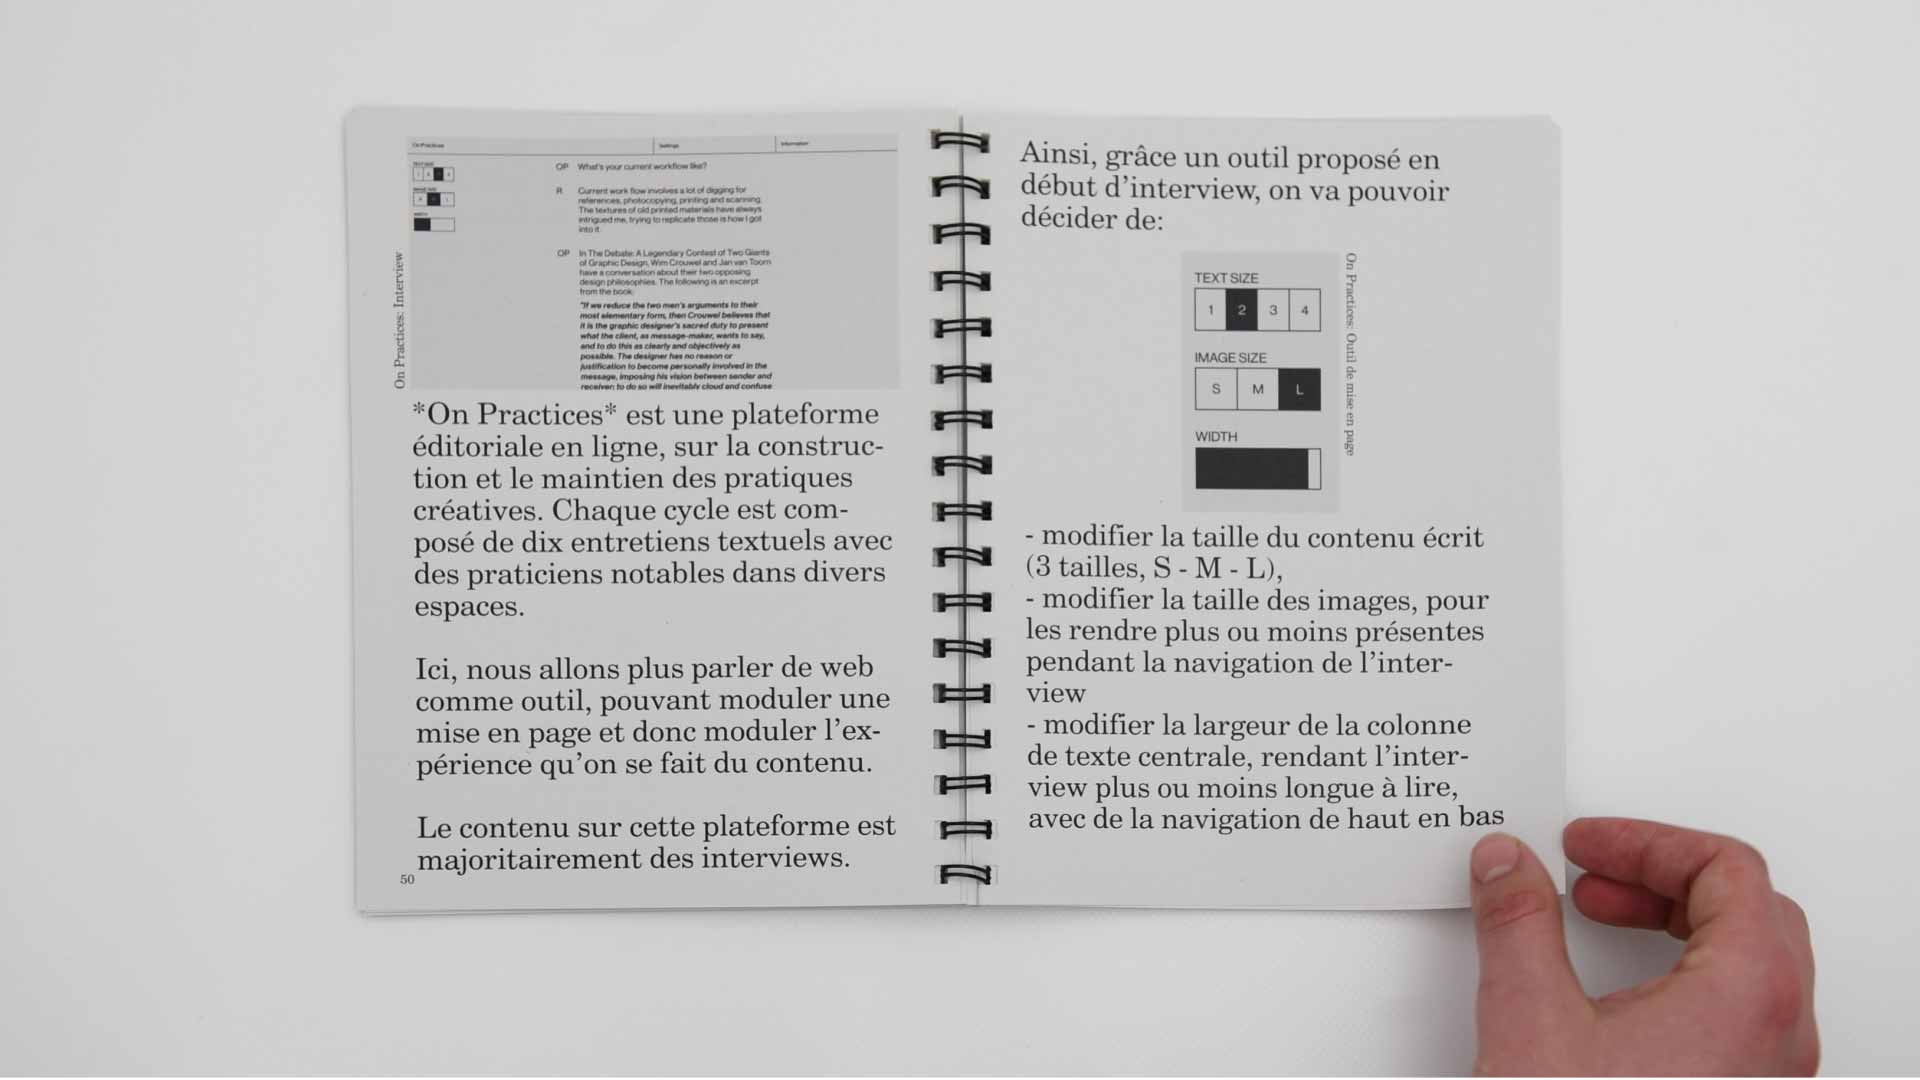 On Practices
Settings
Information
TEXT SIZE
1 2 3 4
IMAGE SIZE
S M L
WIDTH
OP What's your current workflow like?
R Current work flow involves a lot of digging for
references, photocopying, printing and scanning.
The textures of old printed materials have always
intrigued me, trying to replicate those is how I got
into it.
OP In The Debate: A Legendary Contest of Two Giants
of Graphic Design, Wim Crouwel and Jan van Toorn
have a conversation about their two opposing
design philosophies. The following is an excerpt
from the book:
"If we reduce the two men's arguments to their
most elementary form, then Crouwel believes that
it is the graphic designer's sacred duty to present
what the client, as message-maker, wants to say,
and to do this as clearly and objectively as
possible. The designer has no reason or
justification to become personally involved in the
message, imposing his vision between sender and
receiver: to do so will inevitably cloud and confuse
On Practices: Interview
*On Practices* est une plateforme
éditoriale en ligne, sur la construc-
tion et le maintien des pratiques
créatives. Chaque cycle est com-
posé de dix entretiens textuels avec
des praticiens notables dans divers
espaces.
Ici, nous allons plus parler de web
comme outil, pouvant moduler une
mise en page et donc moduler l'ex-
périence qu'on se fait du contenu.
Le contenu sur cette plateforme est
majoritairement des interviews.
50
Ainsi, grâce un outil proposé en
début d'interview, on va pouvoir
décider de:
TEXT SIZE
1 2 3 4
IMAGE SIZE
S M L
WIDTH
On Practices: Outil de mise en page
- modifier la taille du contenu écrit
(3 tailles, S - M - L),
- modifier la taille des images, pour
les rendre plus ou moins présentes
pendant la navigation de l'inter-
view
- modifier la largeur de la colonne
de texte centrale, rendant l'inter-
view plus ou moins longue à lire,
avec de la navigation de haut en bas